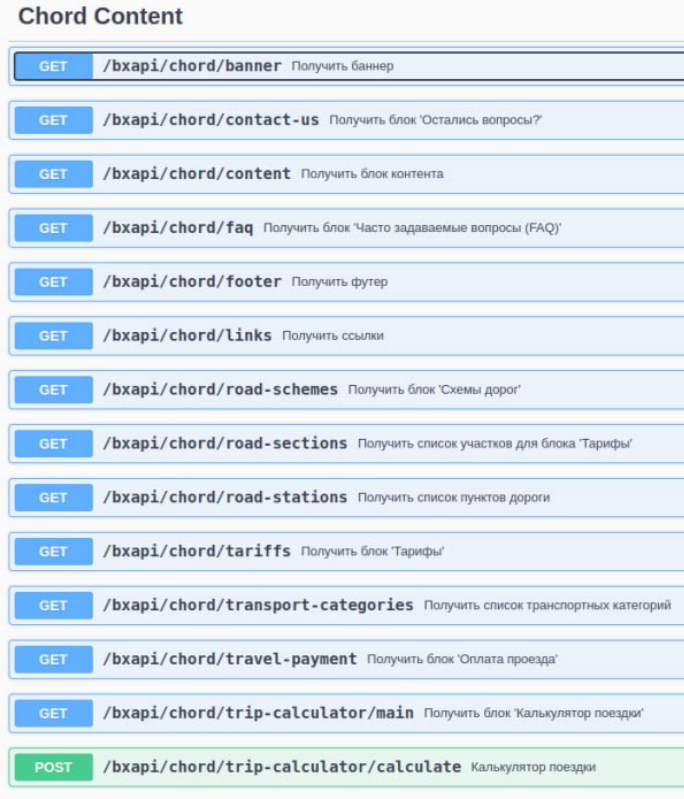 Chord Content
GET /bxapi/chord/banner Получить баннер
GET /bxapi/chord/contact-us Получить блок 'Остались вопросы?'
GET /bxapi/chord/content Получить блок контента
GET /bxapi/chord/faq Получить блок 'Часто задаваемые вопросы (FAQ)'
GET /bxapi/chord/footer Получить футер
GET /bxapi/chord/links Получить ссылки
GET /bxapi/chord/road-schemes Получить блок 'Схемы дорог'
GET /bxapi/chord/road-sections Получить список участков для блока 'Тарифы'
GET /bxapi/chord/road-stations Получить список пунктов дороги
GET /bxapi/chord/tariffs Получить блок 'Тарифы'
GET /bxapi/chord/transport-categories Получить список транспортных категорий
GET /bxapi/chord/travel-payment Получить блок 'Оплата проезда'
GET /bxapi/chord/trip-calculator/main Получить блок 'Калькулятор поездки'
POST /bxapi/chord/trip-calculator/calculate Калькулятор поездки